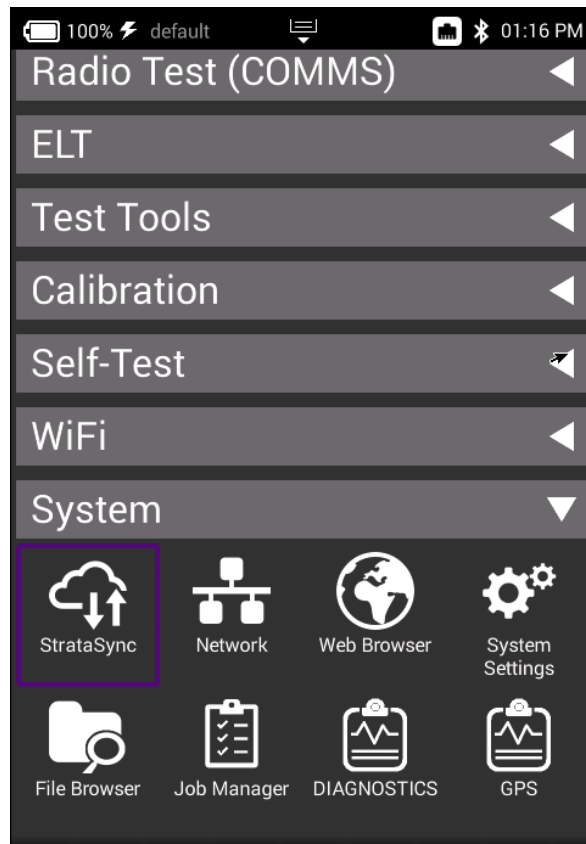 100% default 01:16 PM
Radio Test (COMMS)
ELT
Test Tools
Calibration
Self-Test
WiFi
System
StrataSync Network Web Browser System Settings
File Browser Job Manager DIAGNOSTICS GPS